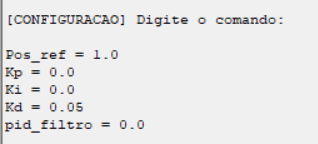 [CONFIGURACAO] Digite o comando:
Pos_ref = 1.0
Kp = 0.0
Ki = 0.0
Kd = 0.05
pid_filtro = 0.0